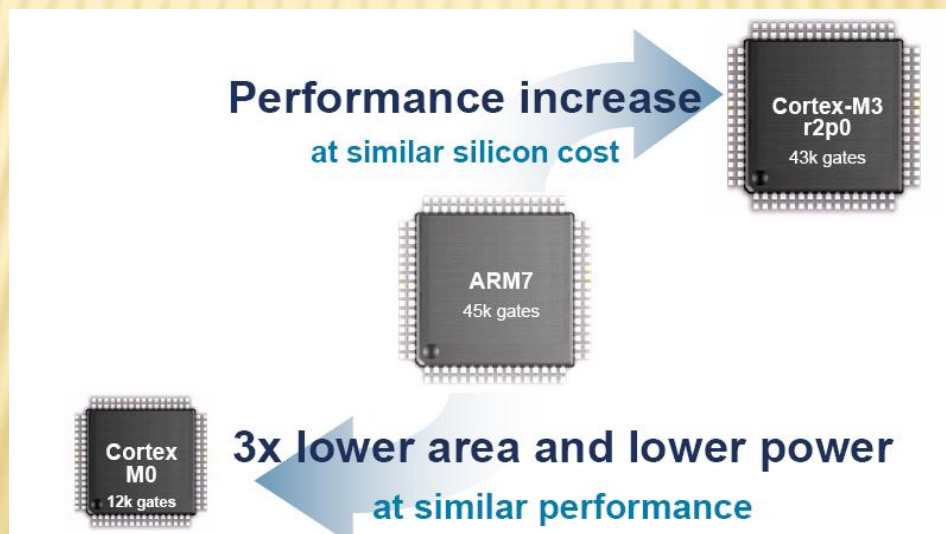 Performance increase
at similar silicon cost
Cortex-M3
r2p0
43k gates
ARM7
45k gates
Cortex
M0
12k gates
3x lower area and lower power
at similar performance